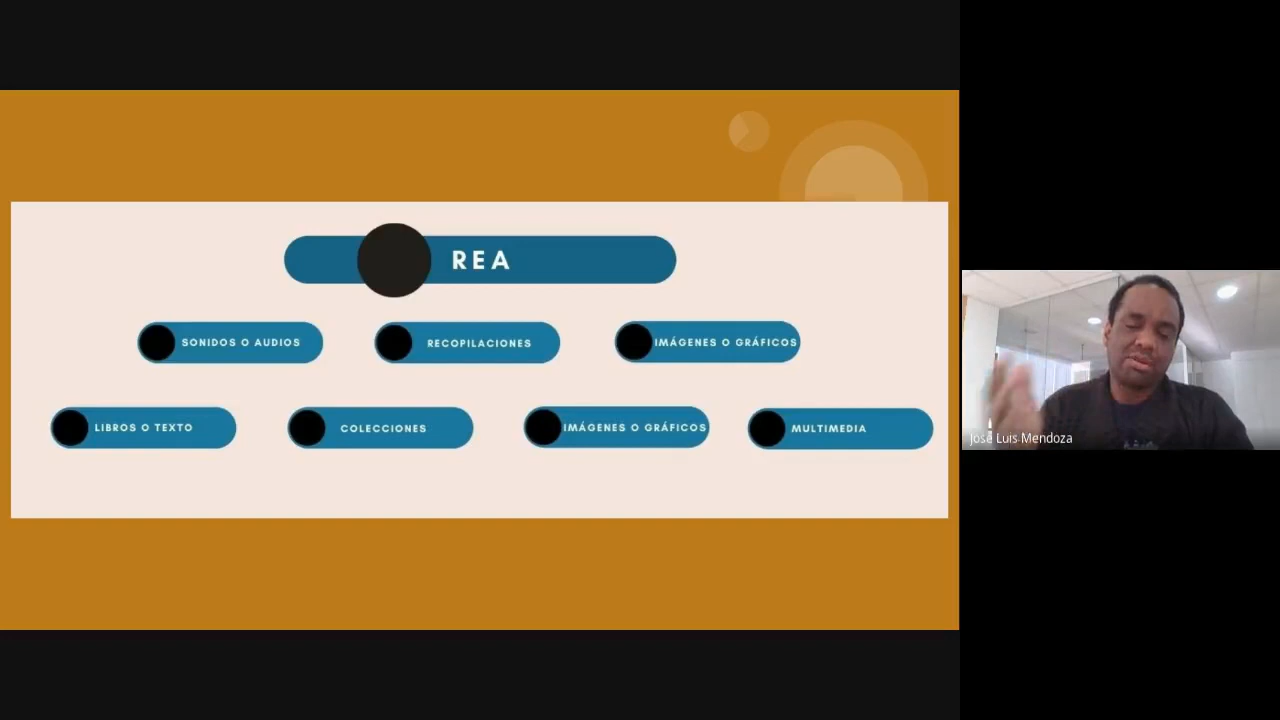 REA
SONIDOS O AUDIOS
RECOPILACIONES
IMÁGENES O GRÁFICOS
LIBROS O TEXTO
COLECCIONES
IMÁGENES O GRÁFICOS
MULTIMEDIA
José Luis Mendoza